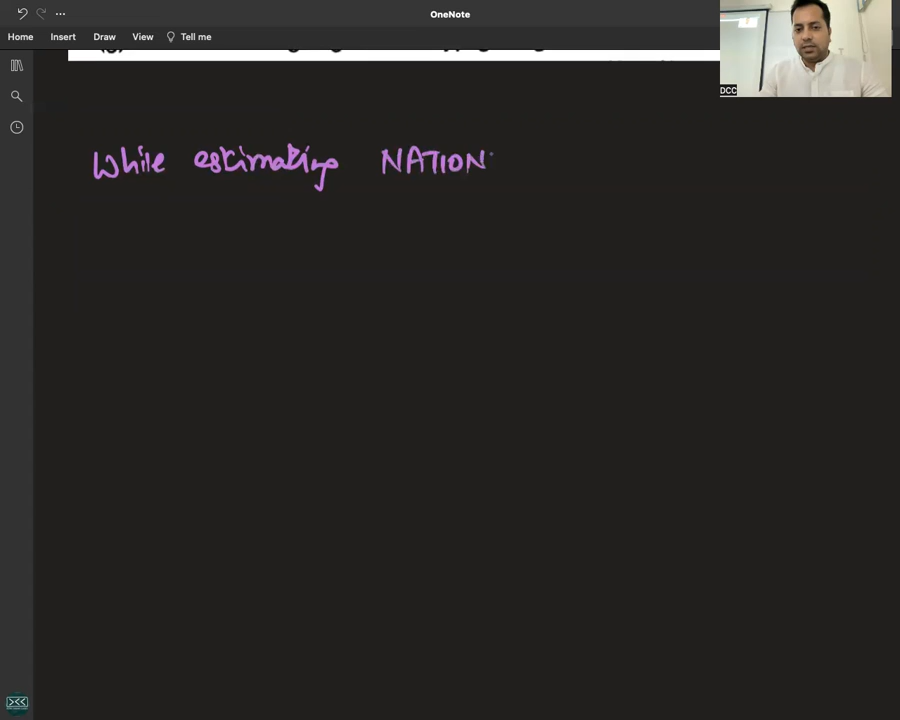 OneNote
Home Insert Draw View Tell me
DCC
While estimating NATION